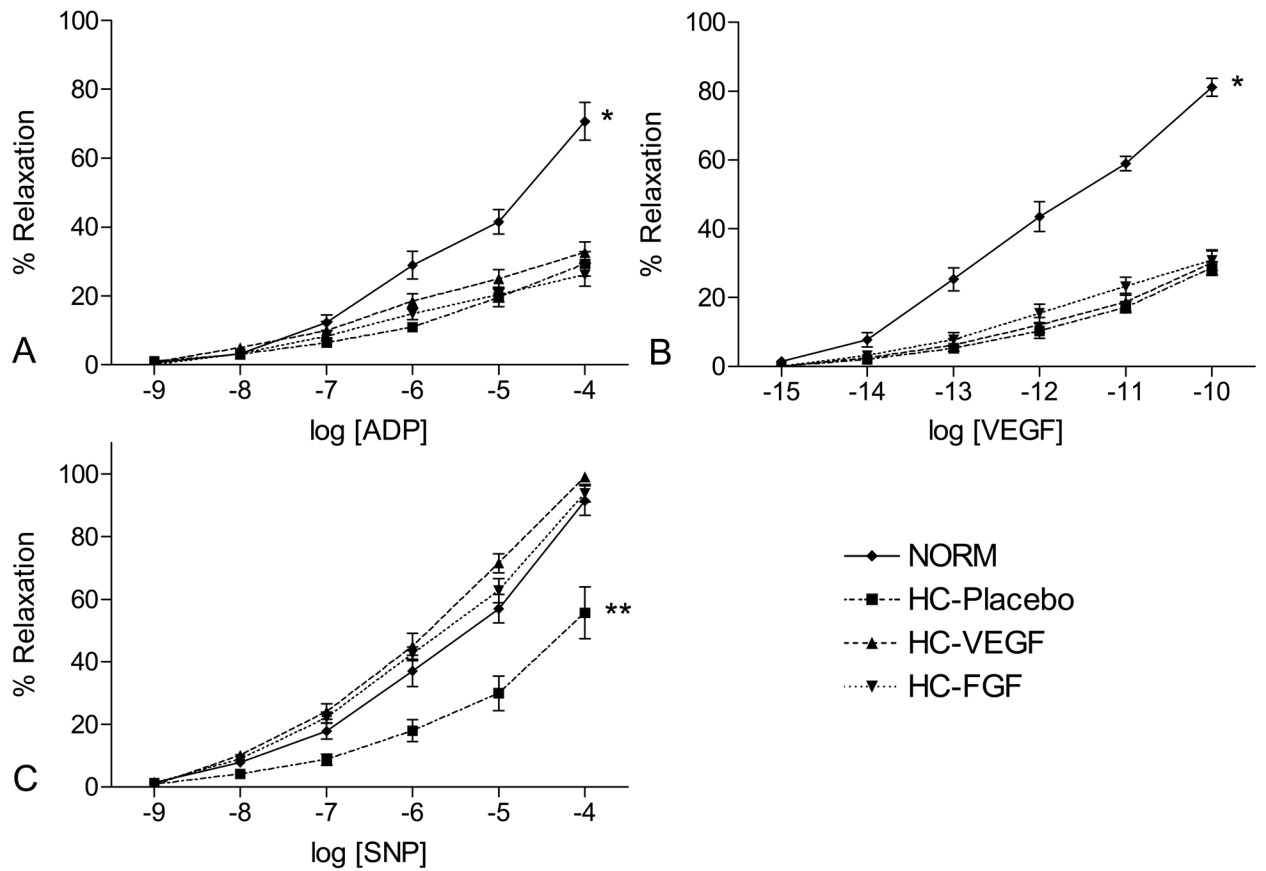 100
80
60
40
20
0
% Relaxation
A
*
-9 -8 -7 -6 -5 -4
log [ADP]
100
80
60
40
20
0
% Relaxation
B
*
-15 -14 -13 -12 -11 -10
log [VEGF]
100
80
60
40
20
0
% Relaxation
C
**
-9 -8 -7 -6 -5 -4
log [SNP]
NORM
HC-Placebo
HC-VEGF
HC-FGF